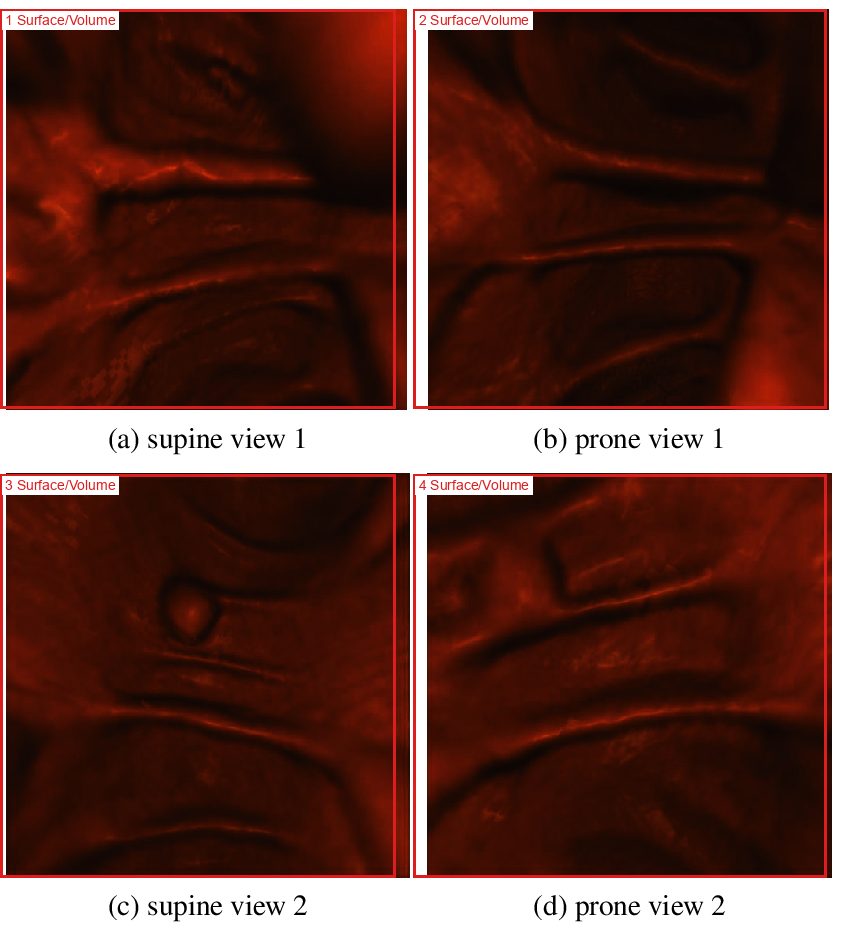 1 Surface/Volume
2 Surface/Volume
(a) supine view 1
(b) prone view 1
3 Surface/Volume
4 Surface/Volume
(c) supine view 2
(d) prone view 2